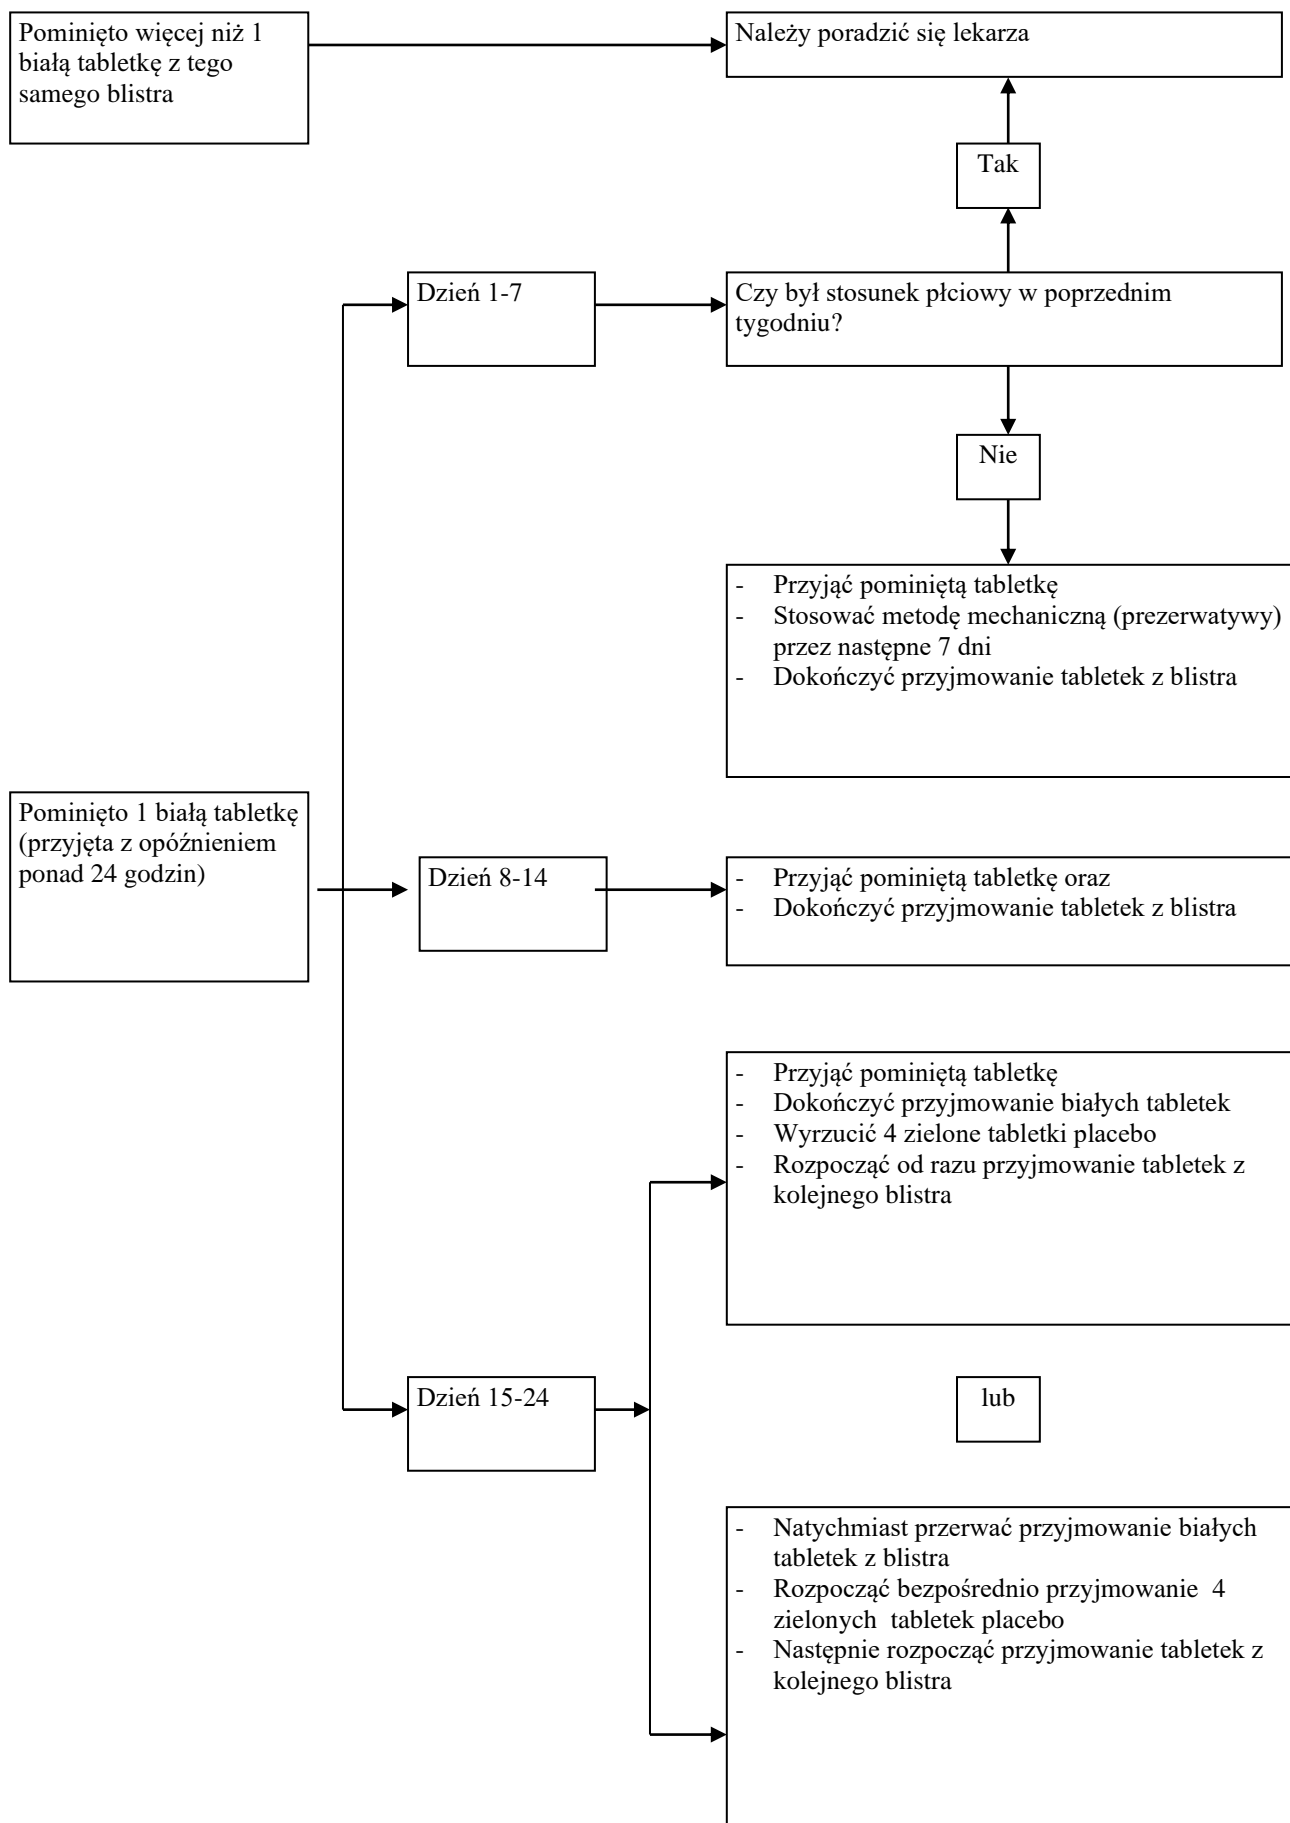 Pominięto więcej niż 1
białą tabletkę z tego
samego blistra
Należy poradzić się lekarza
Tak
Dzień 1-7
Czy był stosunek płciowy w poprzednim
tygodniu?
Nie
- Przyjąć pominiętą tabletkę
- Stosować metodę mechaniczną (prezerwatywy)
przez następne 7 dni
- Dokończyć przyjmowanie tabletek z blistra
Pominięto 1 białą tabletkę
(przyjęta z opóźnieniem
ponad 24 godzin)
Dzień 8-14
- Przyjąć pominiętą tabletkę oraz
- Dokończyć przyjmowanie tabletek z blistra
- Przyjąć pominiętą tabletkę
- Dokończyć przyjmowanie białych tabletek
- Wyrzucić 4 zielone tabletki placebo
- Rozpocząć od razu przyjmowanie tabletek z
kolejnego blistra
Dzień 15-24
lub
- Natychmiast przerwać przyjmowanie białych
tabletek z blistra
- Rozpocząć bezpośrednio przyjmowanie 4
zielonych tabletek placebo
- Następnie rozpocząć przyjmowanie tabletek z
kolejnego blistra